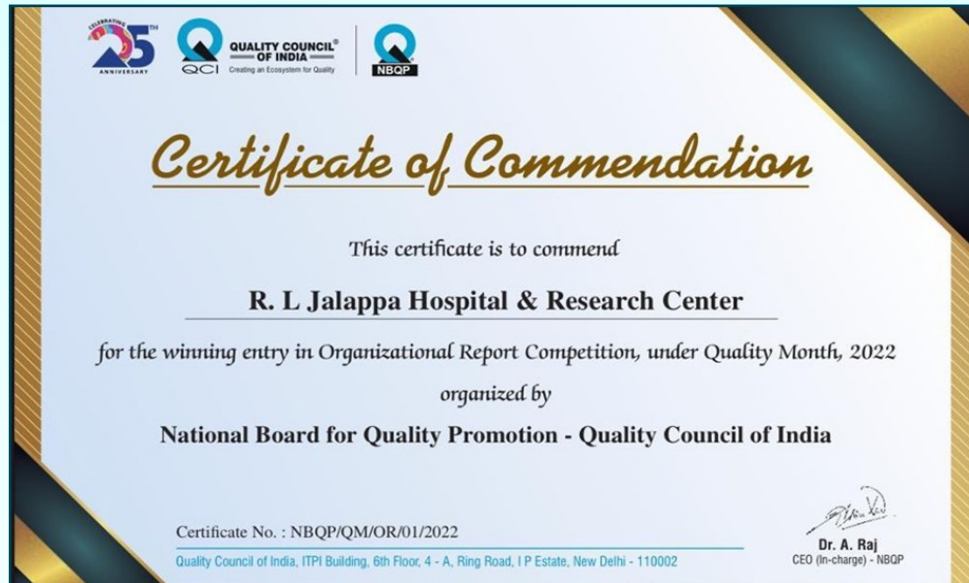 CELEBRATING
25TH
ANNIVERSARY
QCI
QUALITY COUNCIL®
OF INDIA
Creating an Ecosystem for Quality
NBQP
Certificate of Commendation
This certificate is to commend
R. L Jalappa Hospital & Research Center
for the winning entry in Organizational Report Competition, under Quality Month, 2022
organized by
National Board for Quality Promotion - Quality Council of India
Certificate No. : NBQP/QM/OR/01/2022
Quality Council of India, ITPI Building, 6th Floor, 4 - A, Ring Road, I P Estate, New Delhi - 110002
Dr. A. Raj
CEO (In-charge) - NBQP